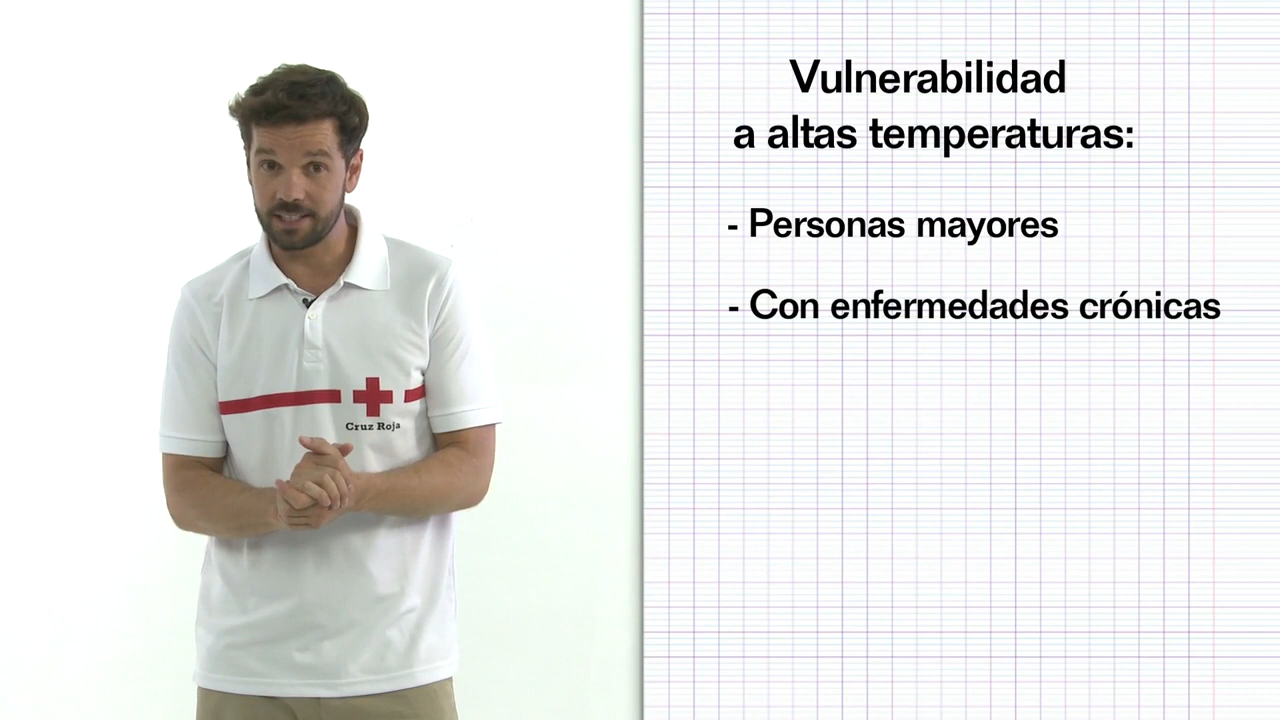 Vulnerabilidad
a altas temperaturas:
- Personas mayores
- Con enfermedades crónicas
Cruz Roja